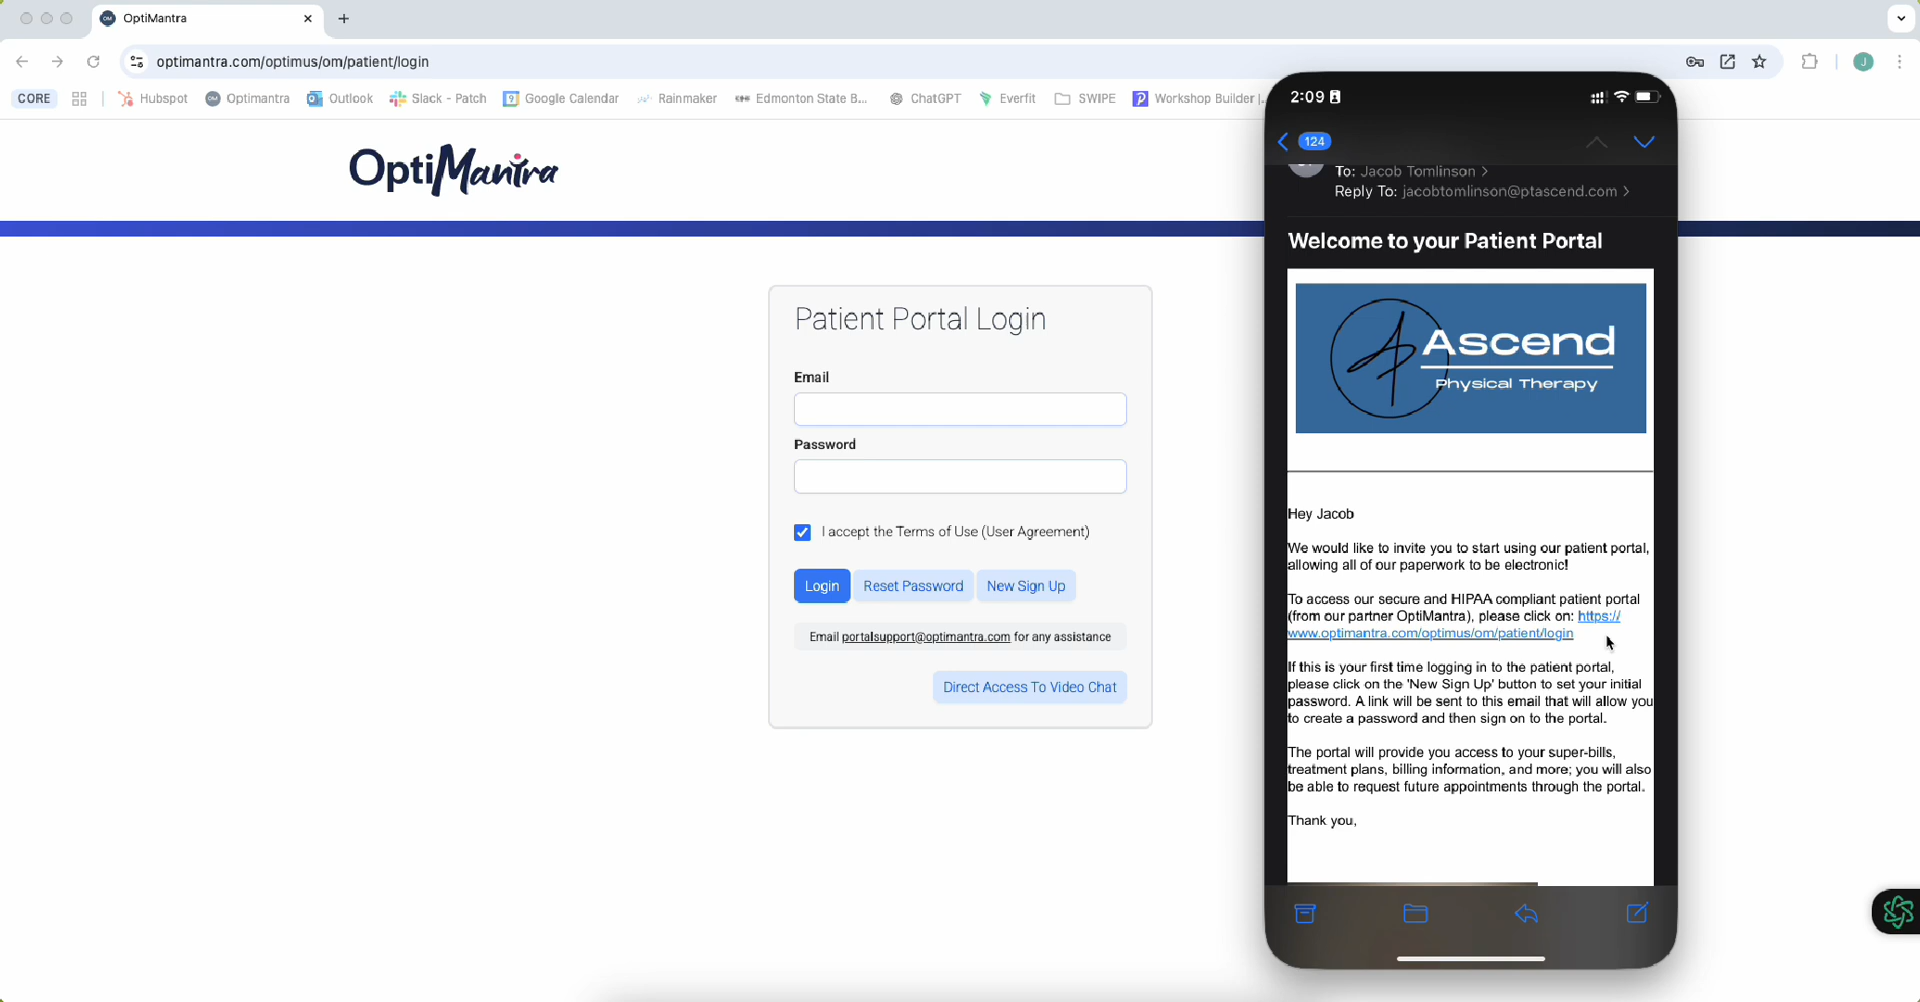 OptiMantra
optimantra.com/optimus/om/patient/login
J
CORE
Hubspot
Optimantra
Outlook
Slack - Patch
Google Calendar
Rainmaker
Edmonton State B...
ChatGPT
Everfit
SWIPE
Workshop Builder |
OptiMantra
Patient Portal Login
Email
Password
I accept the Terms of Use (User Agreement)
Login
Reset Password
New Sign Up
Email portalsupport@optimantra.com for any assistance
Direct Access To Video Chat
2:09
124
To: Jacob Tomlinson >
Reply To: jacobtomlinson@ptascend.com >
Welcome to your Patient Portal
Ascend
Physical Therapy
Hey Jacob
We would like to invite you to start using our patient portal,
allowing all of our paperwork to be electronic!
To access our secure and HIPAA compliant patient portal
(from our partner OptiMantra), please click on: https://
www.optimantra.com/optimus/om/patient/login
If this is your first time logging in to the patient portal,
please click on the 'New Sign Up' button to set your initial
password. A link will be sent to this email that will allow you
to create a password and then sign on to the portal.
The portal will provide you access to your super-bills,
treatment plans, billing information, and more; you will also
be able to request future appointments through the portal.
Thank you,